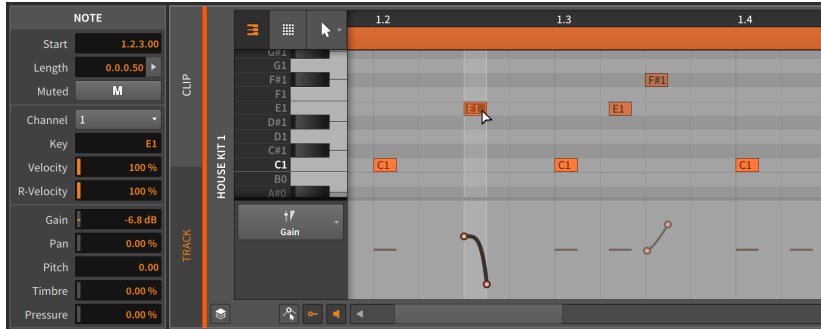 NOTE
Start 1.2.3.00
Length 0.0.0.50
Muted M
Channel 1
Key E1
Velocity 100 %
R-Velocity 100 %
Gain -6.8 dB
Pan 0.00 %
Pitch 0.00
Timbre 0.00 %
Pressure 0.00 %
CLIP
TRACK
HOUSE KIT 1
1.2 1.3 1.4
G#1
G1
F#1 F#1
F1
E1 E1 E1
D#1
D1
C#1
C1 C1 C1 C1
B0
A#0
Gain